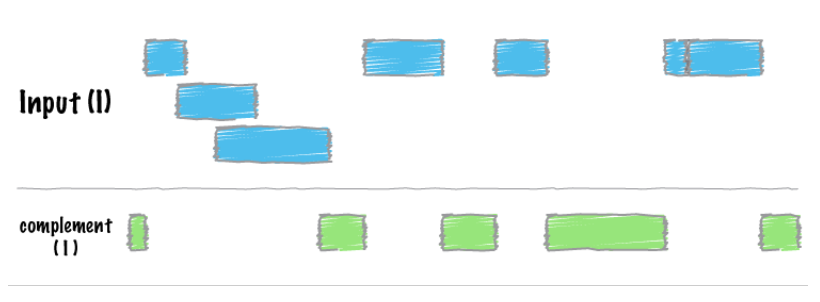 Input (I)
complement
(I)